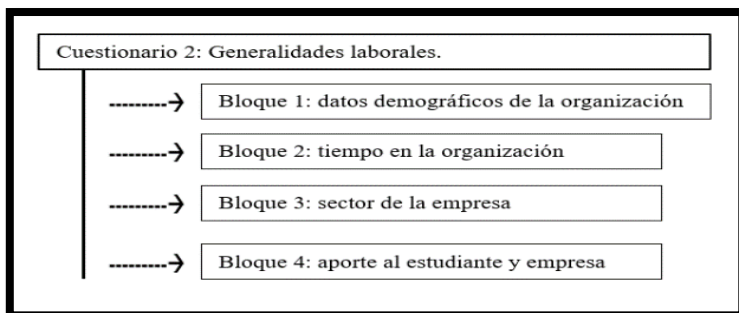 Cuestionario 2: Generalidades laborales.
Bloque 1: datos demográficos de la organización
Bloque 2: tiempo en la organización
Bloque 3: sector de la empresa
Bloque 4: aporte al estudiante y empresa